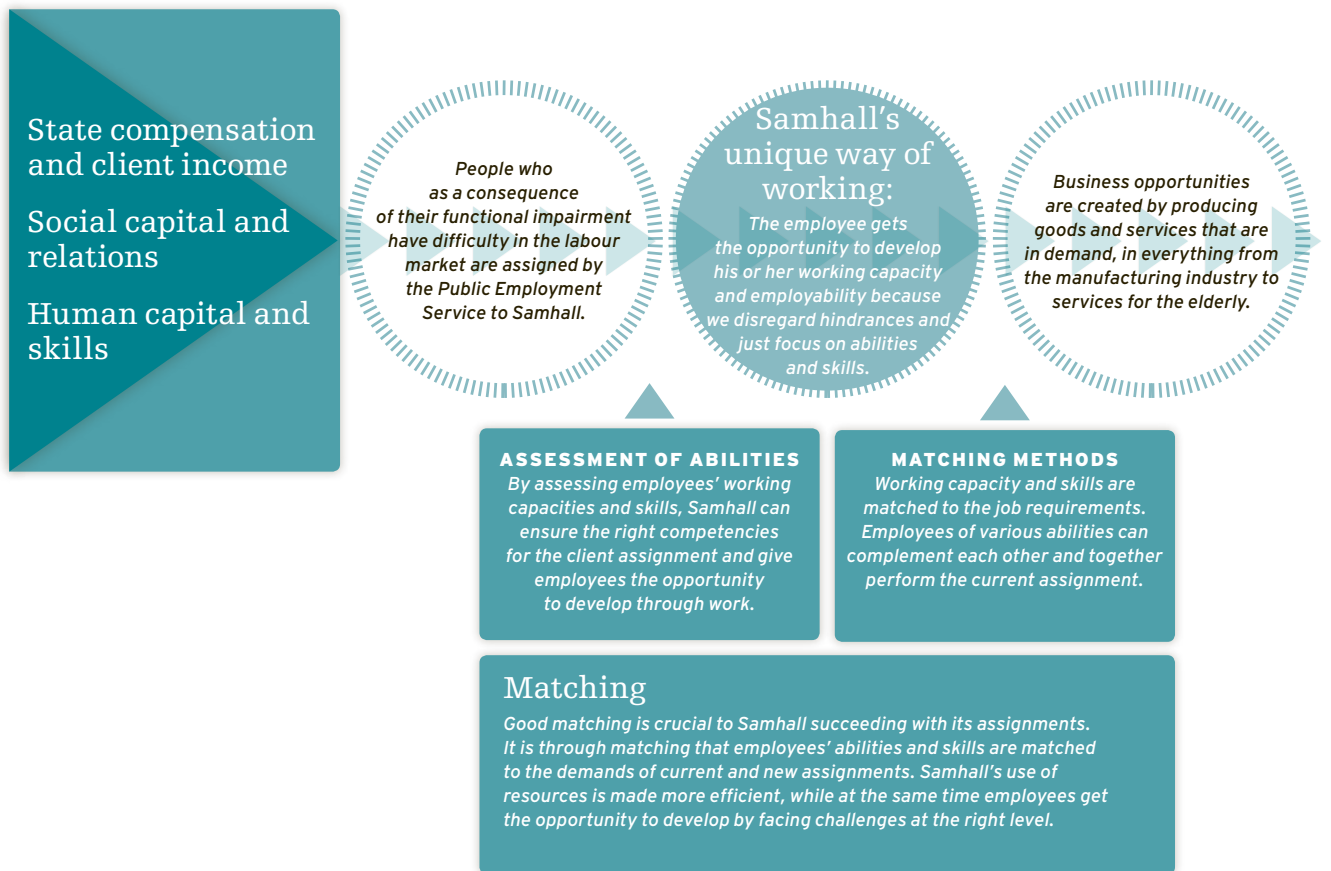 State compensation
and client income
Social capital and
relations
Human capital and
skills
People who
as a consequence
of their functional impairment
have difficulty in the labour
market are assigned by
the Public Employment
Service to Samhall.
Samhall's
unique way of
working:
The employee gets
the opportunity to develop
his or her working capacity
and employability because
we disregard hindrances and
just focus on abilities
and skills.
Business opportunities
are created by producing
goods and services that are
in demand, in everything from
the manufacturing industry to
services for the elderly.
ASSESSMENT OF ABILITIES
By assessing employees' working
capacities and skills, Samhall can
ensure the right competencies
for the client assignment and give
employees the opportunity
to develop through work.
MATCHING METHODS
Working capacity and skills are
matched to the job requirements.
Employees of various abilities can
complement each other and together
perform the current assignment.
Matching
Good matching is crucial to Samhall succeeding with its assignments.
It is through matching that employees' abilities and skills are matched
to the demands of current and new assignments. Samhall's use of
resources is made more efficient, while at the same time employees get
the opportunity to develop by facing challenges at the right level.